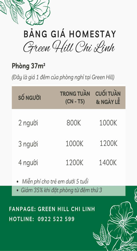 BẢNG GIÁ HOMESTAY
Green Hill Chi Linh
Phòng 37m²
(Đây là giá 1 đêm của phòng nghỉ tại Green Hill)
SỐ NGƯỜI
TRONG TUẦN (CN - T5)
CUỐI TUẦN & NGÀY LỄ
2 người 800K 1000K
3 người 1000K 1200K
4 người 1200K 1400K
• Miễn phí cho trẻ em dưới 5 tuổi
• Giảm 35% khi đặt phòng từ đêm thứ 3
FANPAGE: GREEN HILL CHI LINH
HOTLINE: 0922 522 599